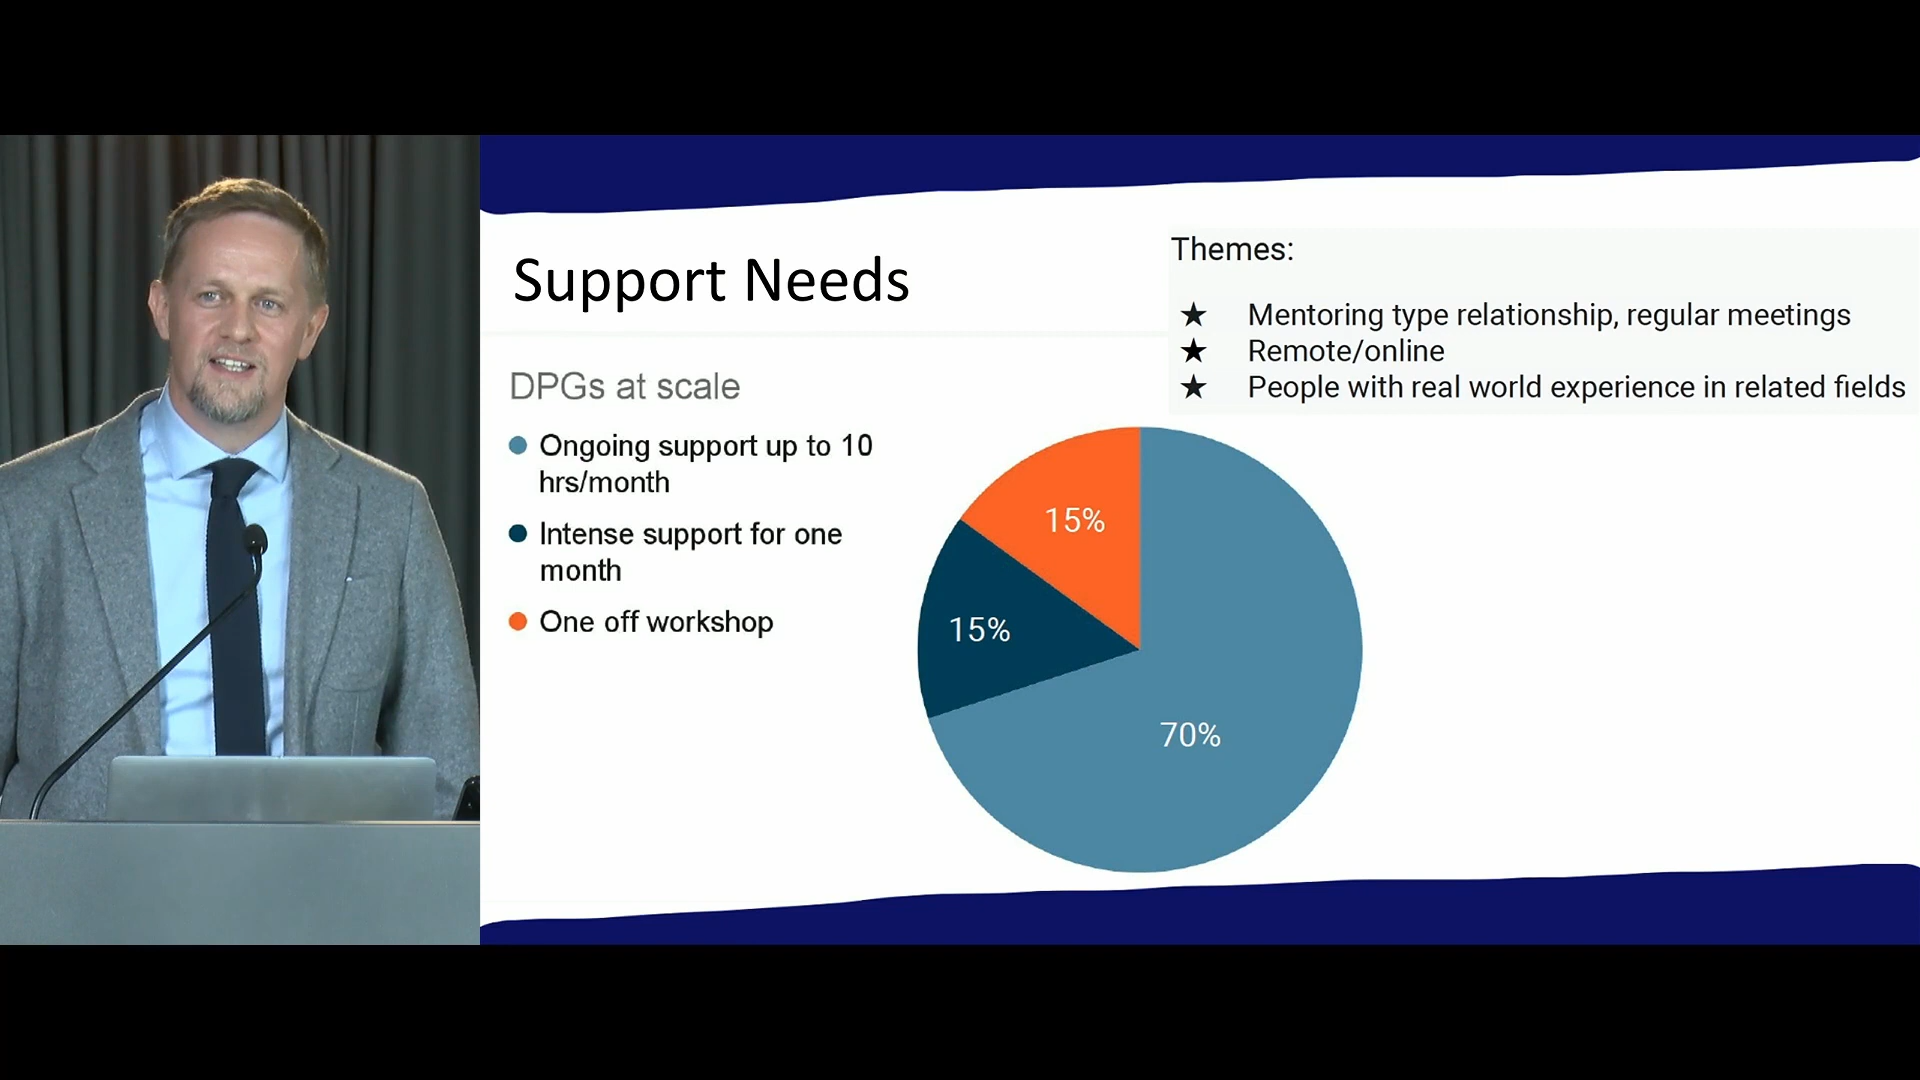 Support Needs
Themes:
★ Mentoring type relationship, regular meetings
★ Remote/online
★ People with real world experience in related fields
DPGs at scale
Ongoing support up to 10
hrs/month
Intense support for one
month
One off workshop
15%
15%
70%